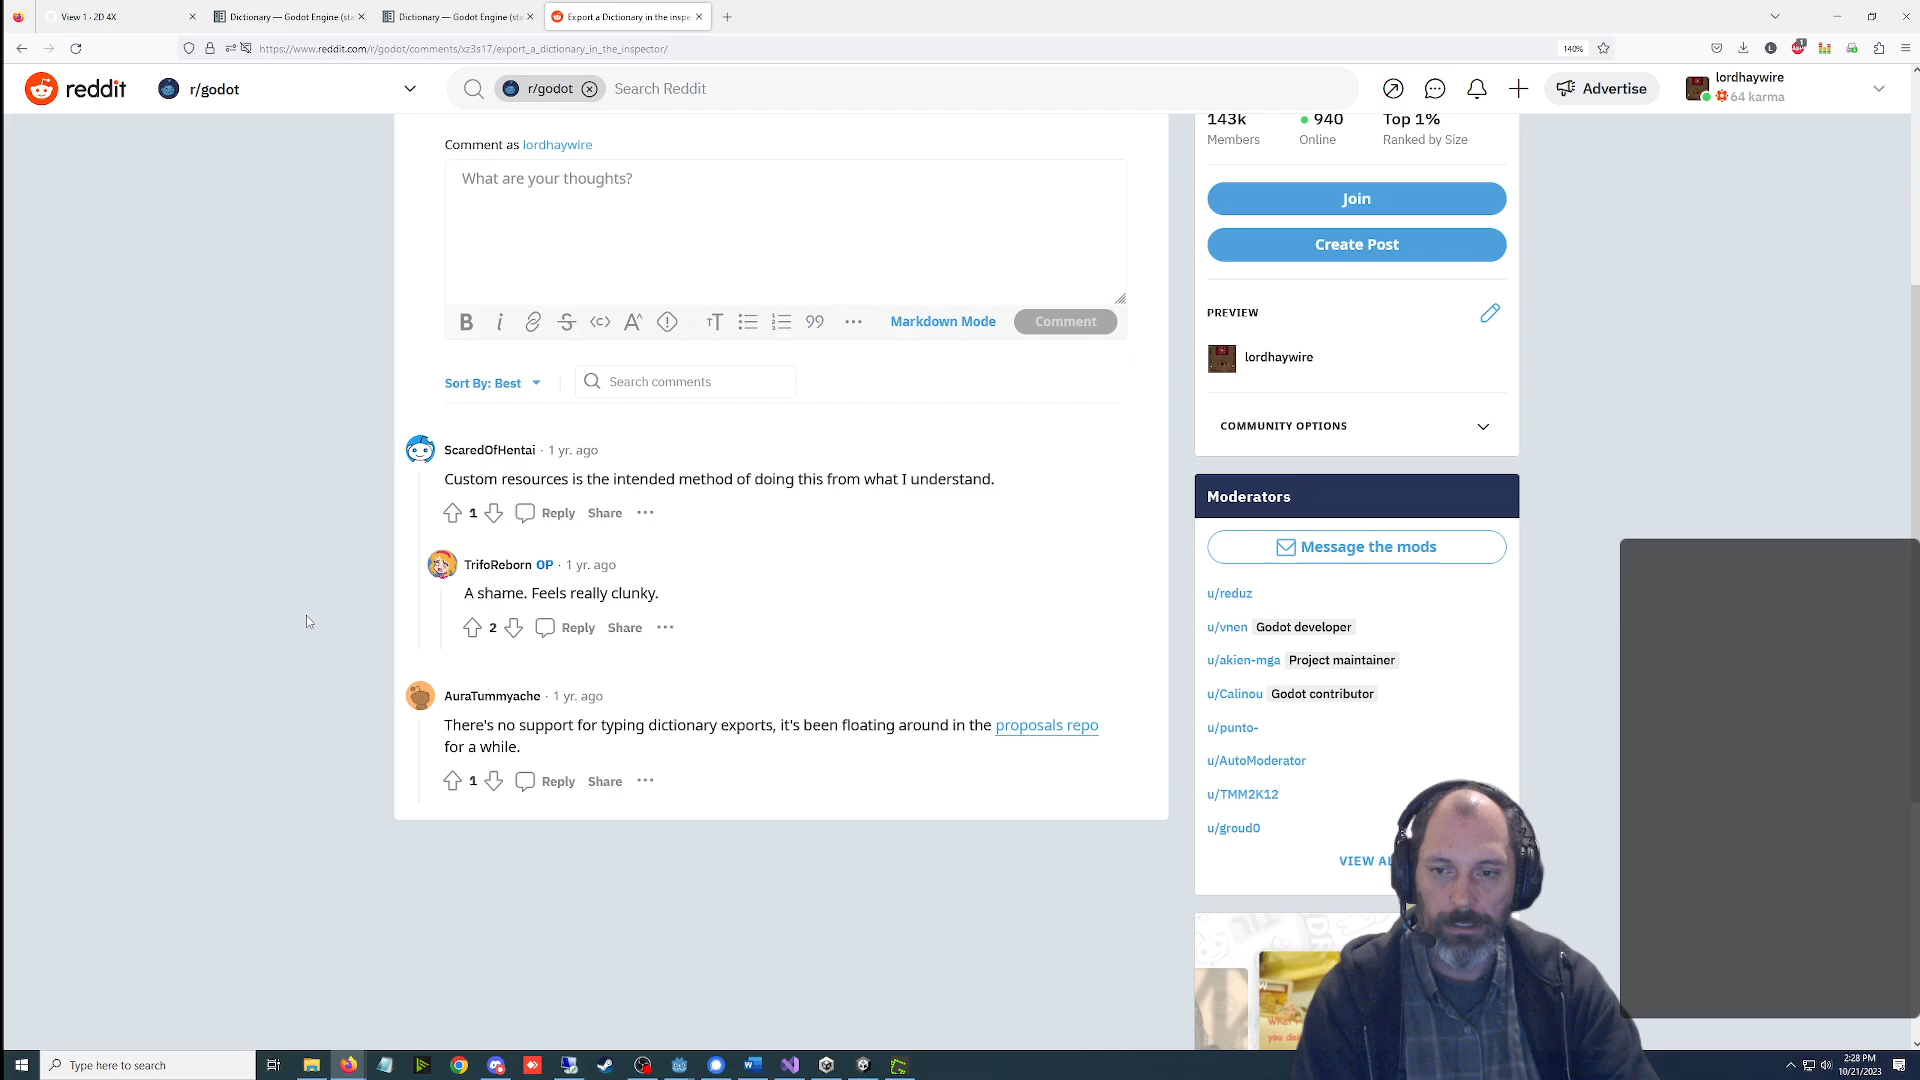 View 1 · 2D 4X
Dictionary — Godot Engine (sta
Dictionary — Godot Engine (sta
Export a Dictionary in the inspe
https://www.reddit.com/r/godot/comments/xz3s17/export_a_dictionary_in_the_inspector/
140%
reddit
r/godot
r/godot
Search Reddit
Advertise
lordhaywire
64 karma
Comment as lordhaywire
What are your thoughts?
Markdown Mode
Comment
Sort By: Best
Search comments
ScaredOfHentai · 1 yr. ago
Custom resources is the intended method of doing this from what I understand.
1
Reply
Share
TrifoReborn OP · 1 yr. ago
A shame. Feels really clunky.
2
Reply
Share
AuraTummyache · 1 yr. ago
There's no support for typing dictionary exports, it's been floating around in the proposals repo
for a while.
1
Reply
Share
143k
940
Top 1%
Members
Online
Ranked by Size
Join
Create Post
PREVIEW
lordhaywire
COMMUNITY OPTIONS
Moderators
Message the mods
u/reduz
u/vnen Godot developer
u/akien-mga Project maintainer
u/Calinou Godot contributor
u/punto-
u/AutoModerator
u/TMM2K12
u/groud0
VIEW AL
Type here to search
2:28 PM
10/21/2023